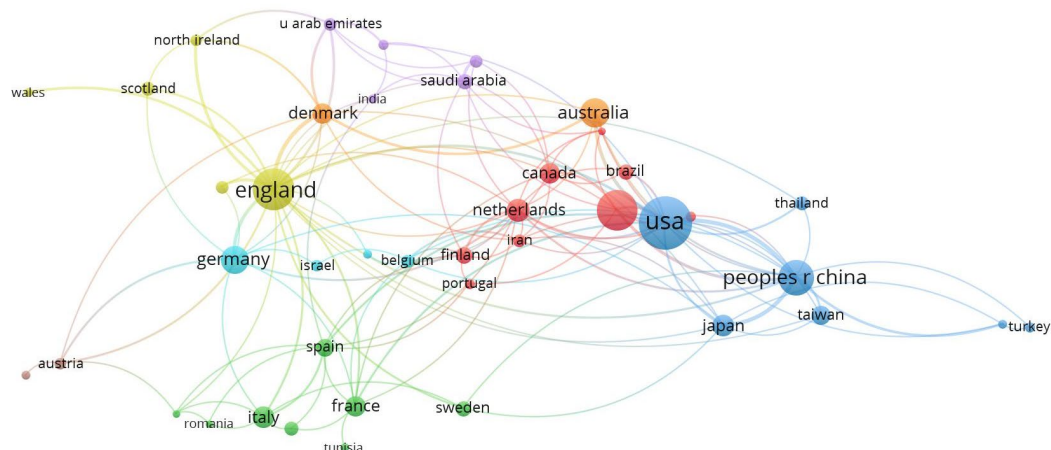 u arab emirates
north ireland
saudi arabia
wales
scotland
india
denmark
australia
canada
brazil
england
netherlands
usa
thailand
iran
germany
israel
belgium
finland
portugal
peoples r china
japan
taiwan
turkey
spain
austria
france
sweden
italy
romania
tunisia